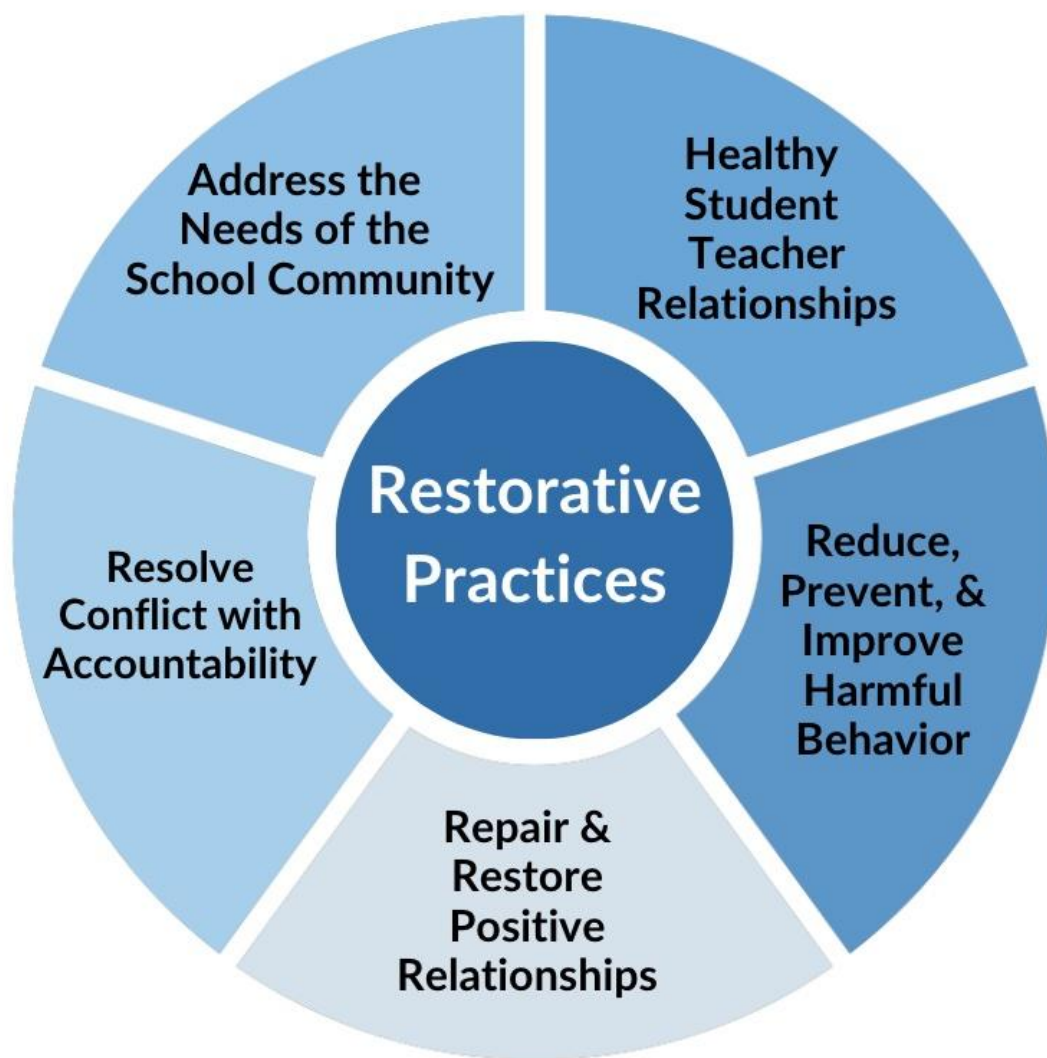 Restorative
Practices
Healthy
Student
Teacher
Relationships
Reduce,
Prevent, &
Improve
Harmful
Behavior
Repair &
Restore
Positive
Relationships
Resolve
Conflict with
Accountability
Address the
Needs of the
School Community